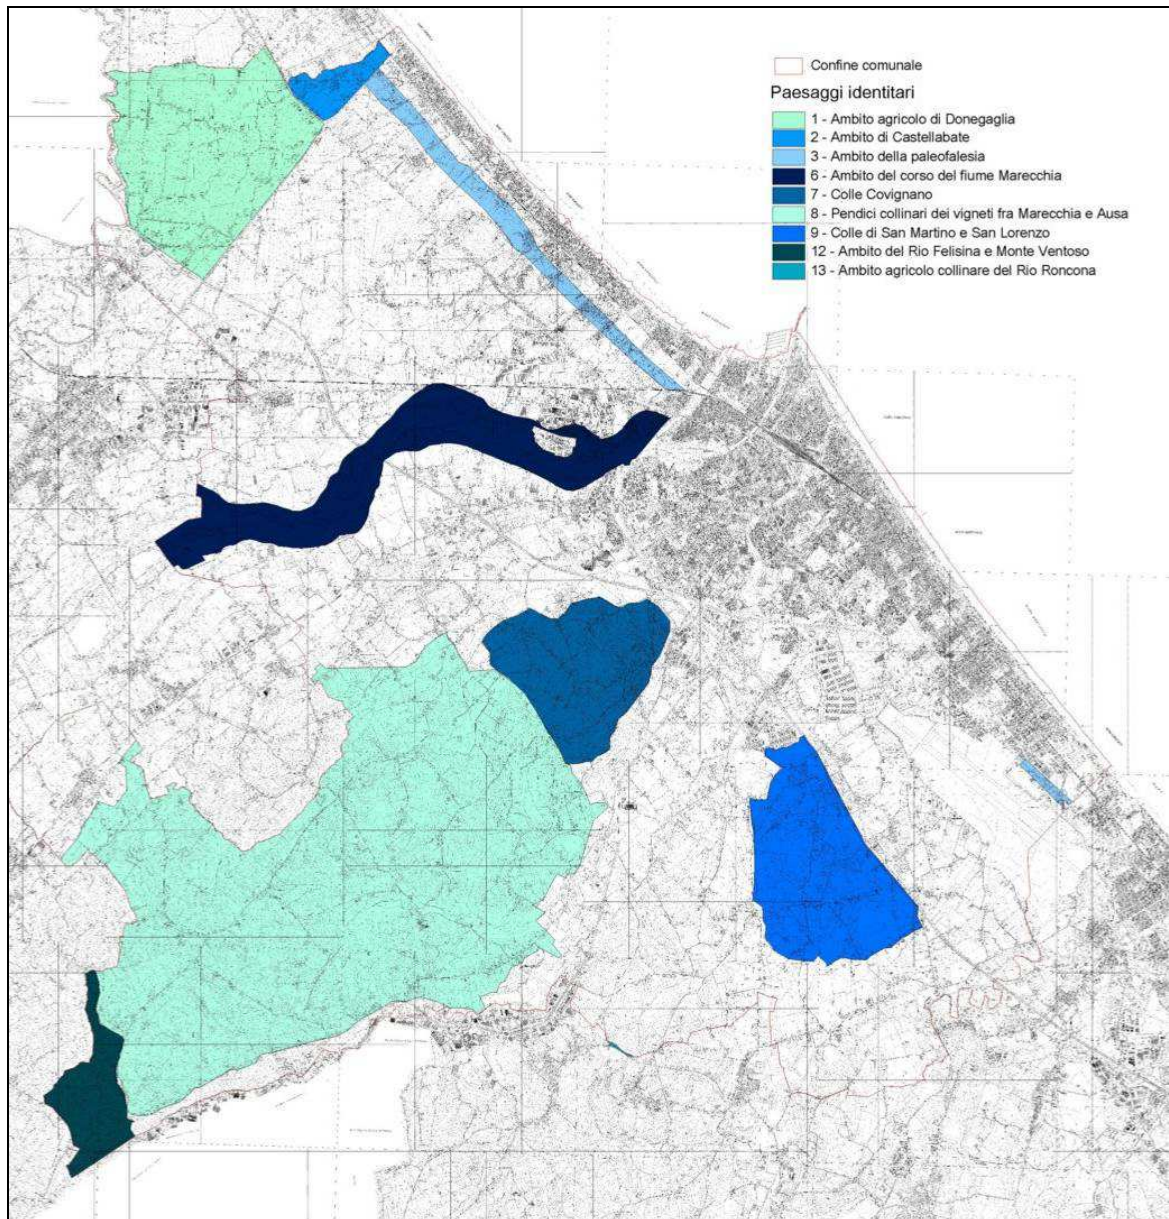 Confine comunale
Paesaggi identitari
1 - Ambito agricolo di Donegaglia
2 - Ambito di Castellabate
3 - Ambito della paleofalesia
6 - Ambito del corso del fiume Marecchia
7 - Colle Covignano
8 - Pendici collinari dei vigneti fra Marecchia e Ausa
9 - Colle di San Martino e San Lorenzo
12 - Ambito del Rio Felisina e Monte Ventoso
13 - Ambito agricolo collinare del Rio Roncona